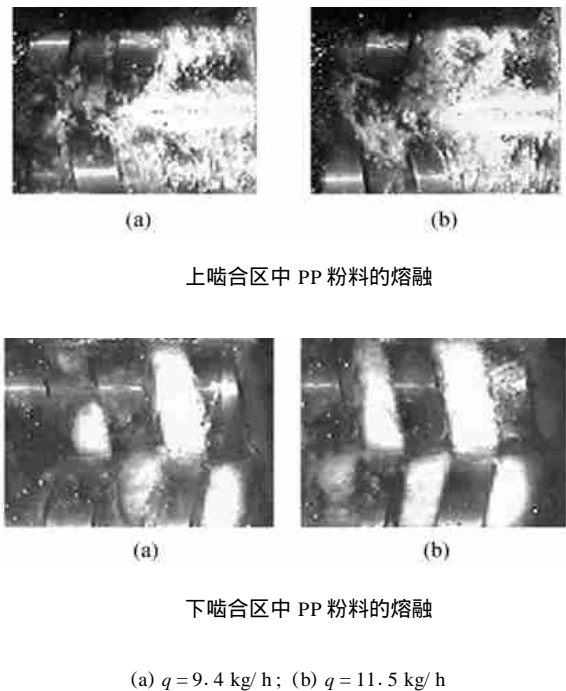 (a) (b)
上啮合区中 PP 粉料的熔融
(a) (b)
下啮合区中 PP 粉料的熔融
(a) q = 9. 4 kg/ h ; (b) q = 11. 5 kg/ h